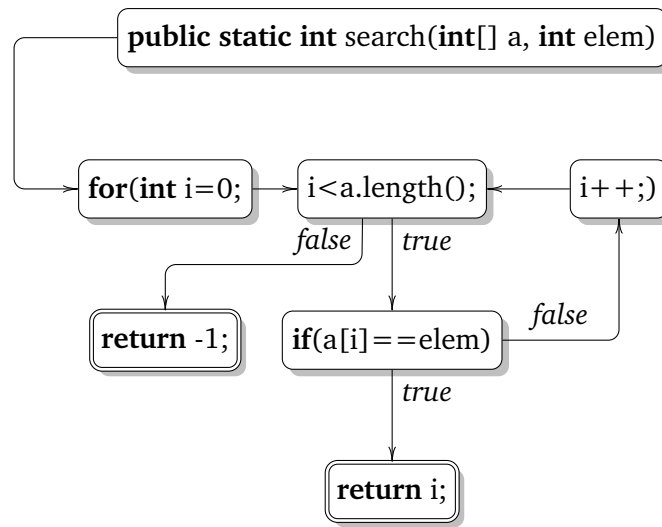 public static int search(int[] a, int elem)
for(int i=0;
i<a.length();
i++;)
false
true
return -1;
if(a[i]==elem)
false
true
return i;